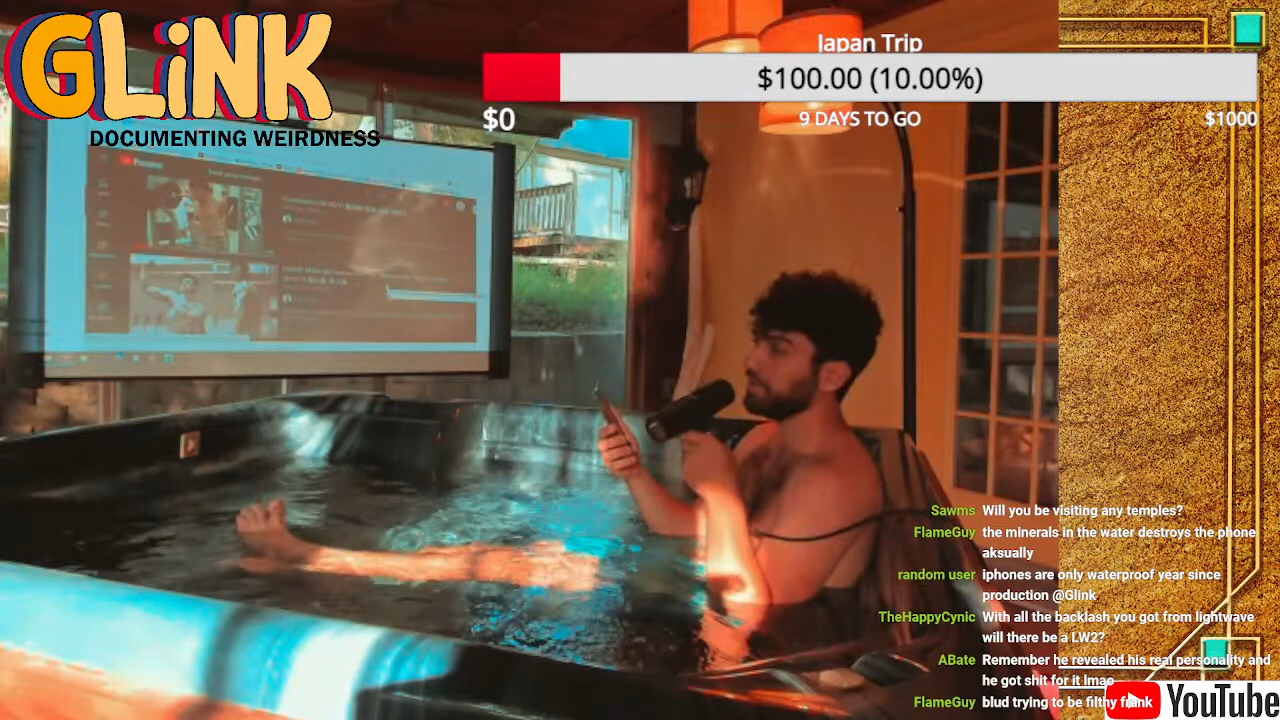 GLiNK
DOCUMENTING WEIRDNESS
Japan Trip
$100.00 (10.00%)
$0
9 DAYS TO GO
$1000
Sawms Will you be visiting any temples?
FlameGuy the minerals in the water destroys the phone
aksually
random user iphones are only waterproof year since
production @Glink
TheHappyCynic With all the backlash you got from lightwave
will there be a LW2?
ABate Remember he revealed his real personality and
he got shit for it lmao
FlameGuy blud trying to be filthy frank
YouTube